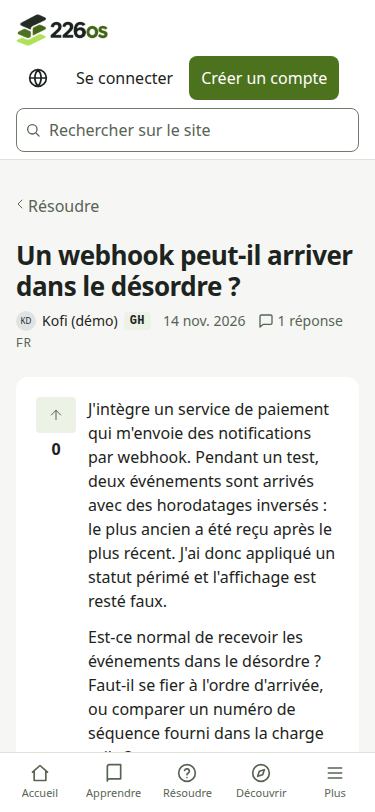 226os
Se connecter
Créer un compte
Rechercher sur le site
Résoudre
Un webhook peut-il arriver
dans le désordre ?
KD Kofi (démo) GH 14 nov. 2026 1 réponse
FR
0
J'intègre un service de paiement
qui m'envoie des notifications
par webhook. Pendant un test,
deux événements sont arrivés
avec des horodatages inversés :
le plus ancien a été reçu après le
plus récent. J'ai donc appliqué un
statut périmé et l'affichage est
resté faux.
Est-ce normal de recevoir les
événements dans le désordre ?
Faut-il se fier à l'ordre d'arrivée,
ou comparer un numéro de
séquence fourni dans la charge
Accueil
Apprendre
Résoudre
Découvrir
Plus